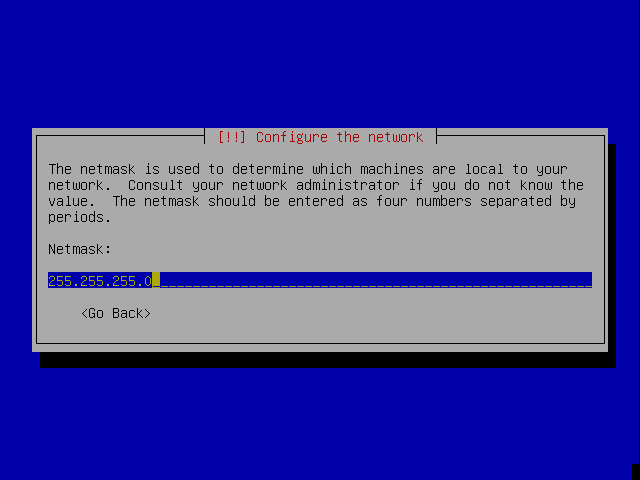 [!!] Configure the network
The netmask is used to determine which machines are local to your
network.  Consult your network administrator if you do not know the
value.  The netmask should be entered as four numbers separated by
periods.
Netmask:
255.255.255.0
<Go Back>